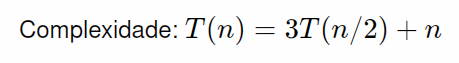 Complexidade: T(n) = 3T(n/2) + n